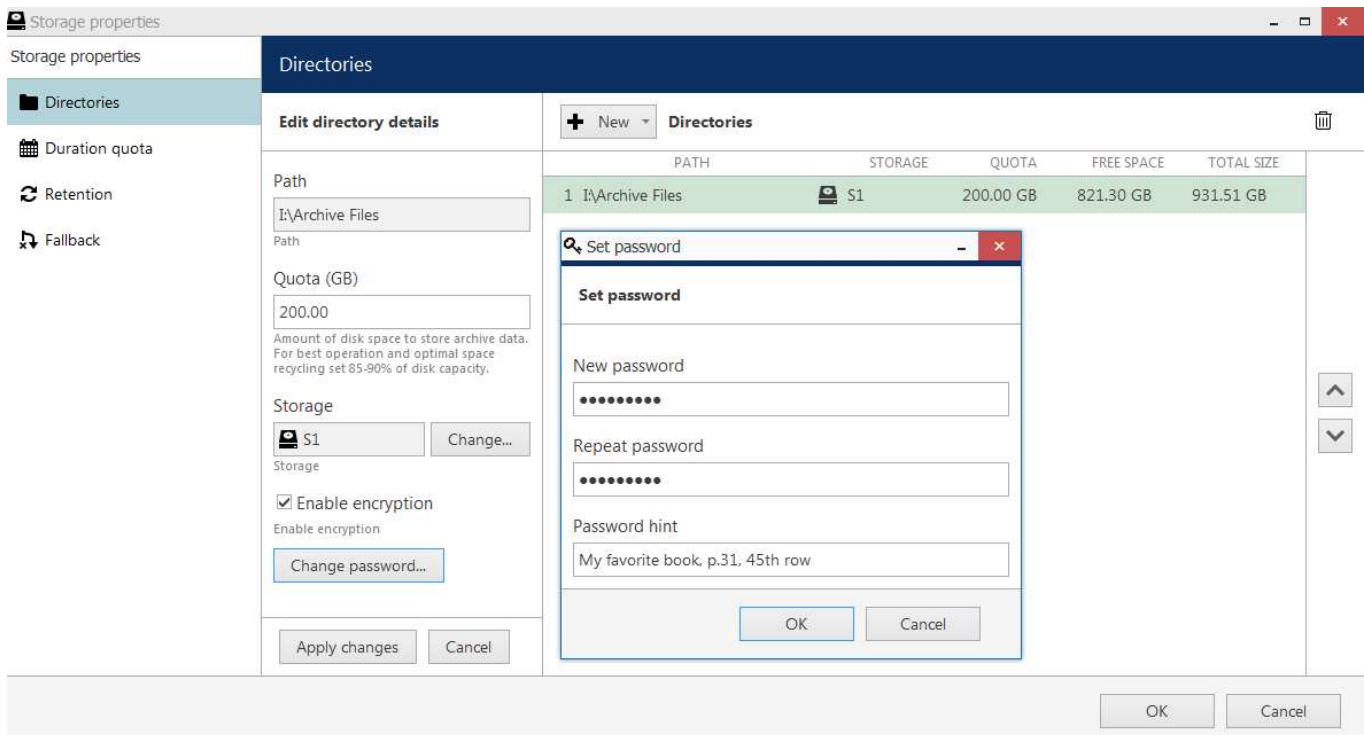 Storage properties
Storage properties
Directories
Duration quota
Retention
Fallback
Directories
Edit directory details
Path
I:\Archive Files
Path
Quota (GB)
200.00
Amount of disk space to store archive data.
For best operation and optimal space
recycling set 85-90% of disk capacity.
Storage
S1
Change...
Storage
Enable encryption
Enable encryption
Change password...
Apply changes Cancel
New Directories
PATH STORAGE QUOTA FREE SPACE TOTAL SIZE
1 I:\Archive Files S1 200.00 GB 821.30 GB 931.51 GB
Set password
Set password
New password
•••••••••
Repeat password
•••••••••
Password hint
My favorite book, p.31, 45th row
OK Cancel
OK Cancel